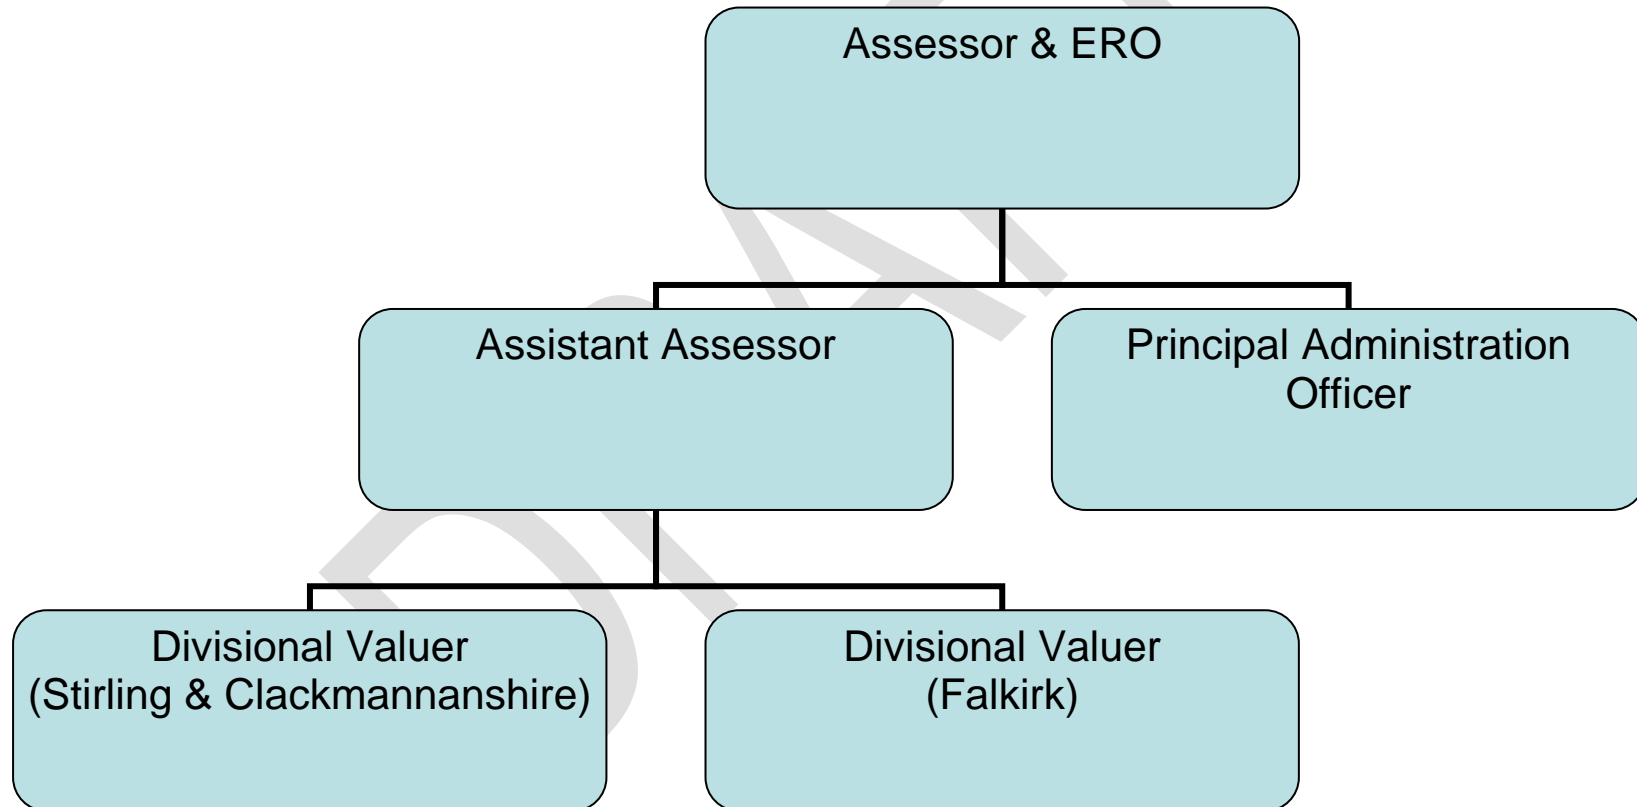 Assessor & ERO
Assistant Assessor
Principal Administration
Officer
Divisional Valuer
(Stirling & Clackmannanshire)
Divisional Valuer
(Falkirk)